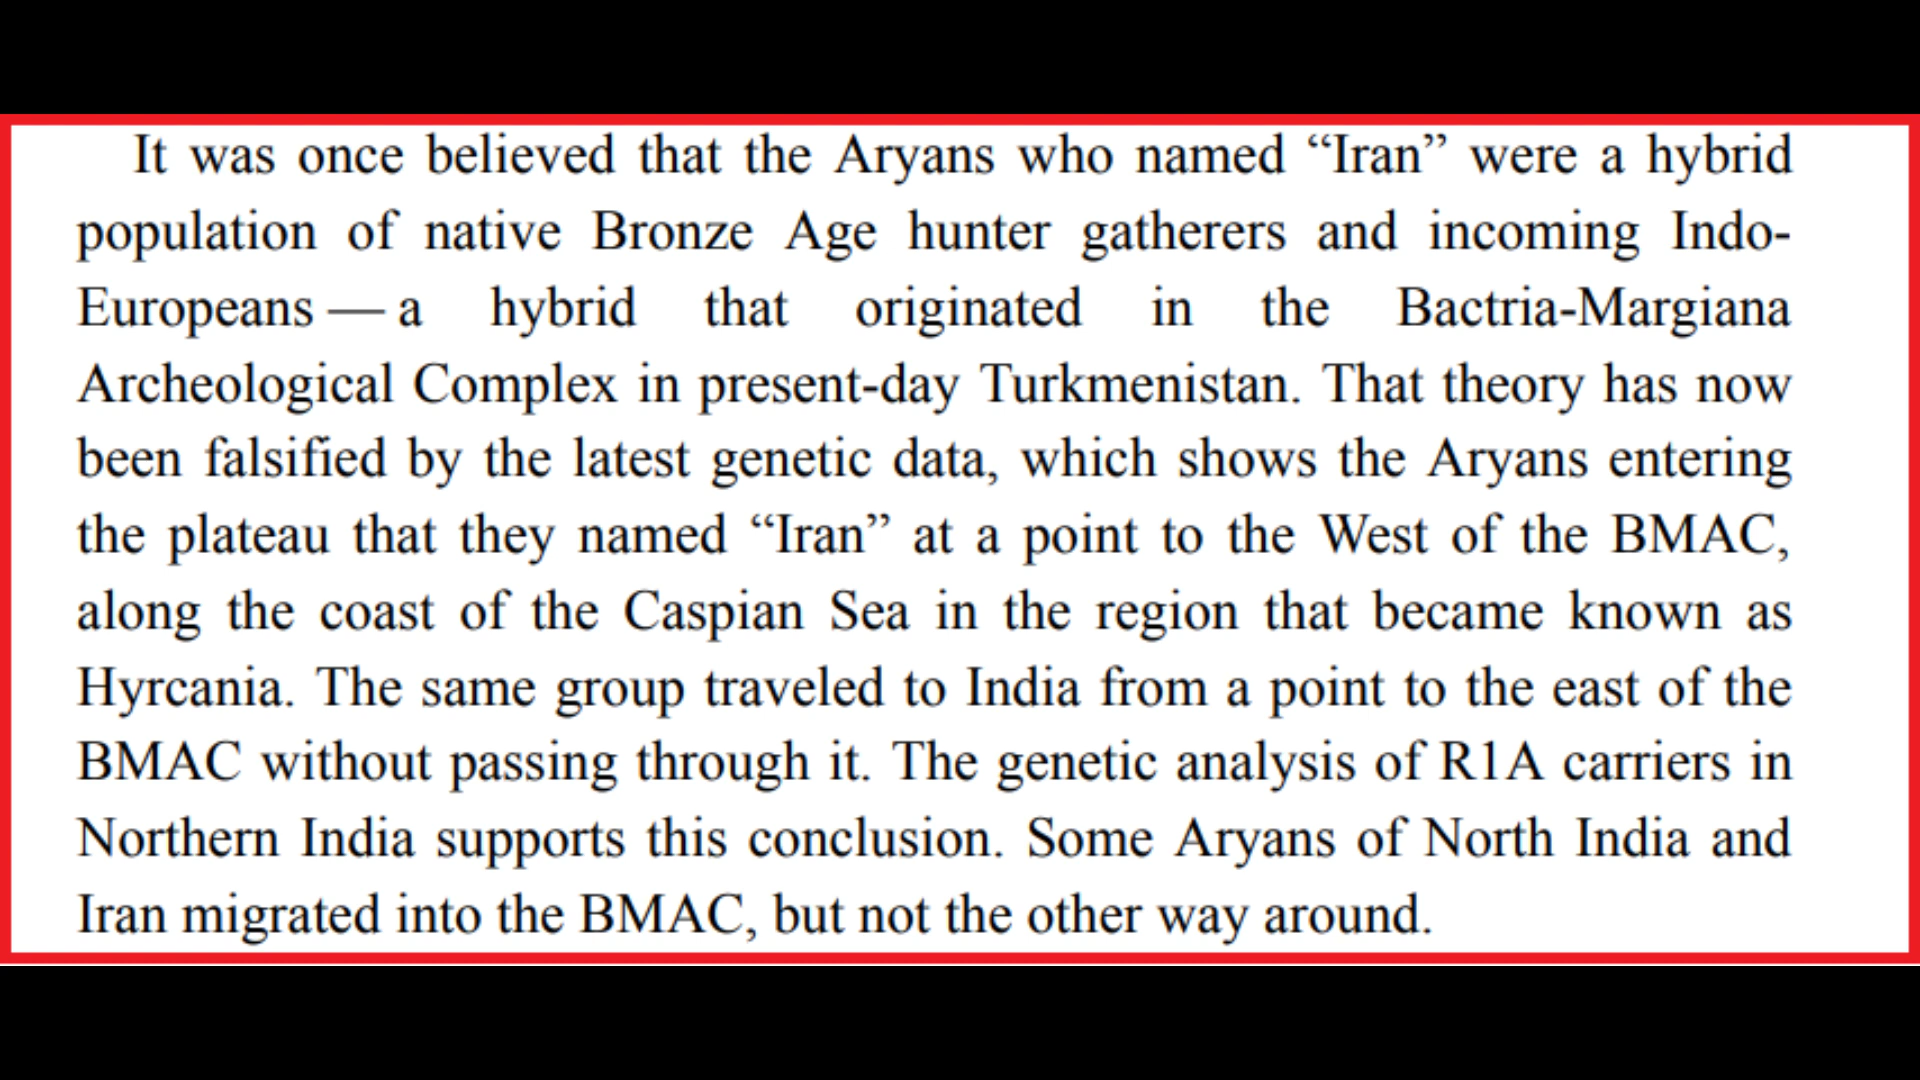 It was once believed that the Aryans who named “Iran” were a hybrid
population of native Bronze Age hunter gatherers and incoming Indo-
Europeans — a hybrid that originated in the Bactria-Margiana
Archeological Complex in present-day Turkmenistan. That theory has now
been falsified by the latest genetic data, which shows the Aryans entering
the plateau that they named “Iran” at a point to the West of the BMAC,
along the coast of the Caspian Sea in the region that became known as
Hyrcania. The same group traveled to India from a point to the east of the
BMAC without passing through it. The genetic analysis of R1A carriers in
Northern India supports this conclusion. Some Aryans of North India and
Iran migrated into the BMAC, but not the other way around.